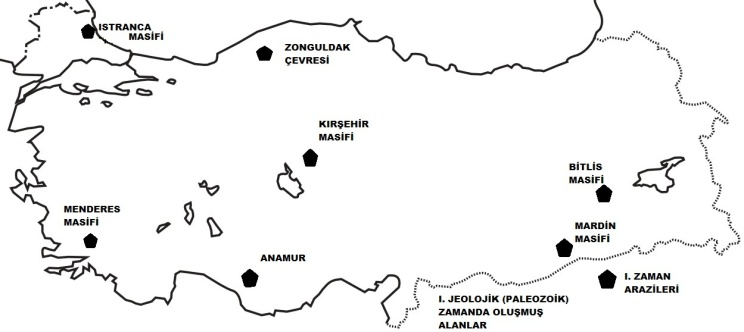 ISTRANCA
MASİFİ
ZONGULDAK
ÇEVRESİ
KIRŞEHİR
MASİFİ
BİTLİS
MASİFİ
MENDERES
MASİFİ
MARDİN
MASİFİ
ANAMUR
I. ZAMAN
ARAZİLERİ
I. JEOLOJİK (PALEOZOİK)
ZAMANDA OLUŞMUŞ
ALANLAR